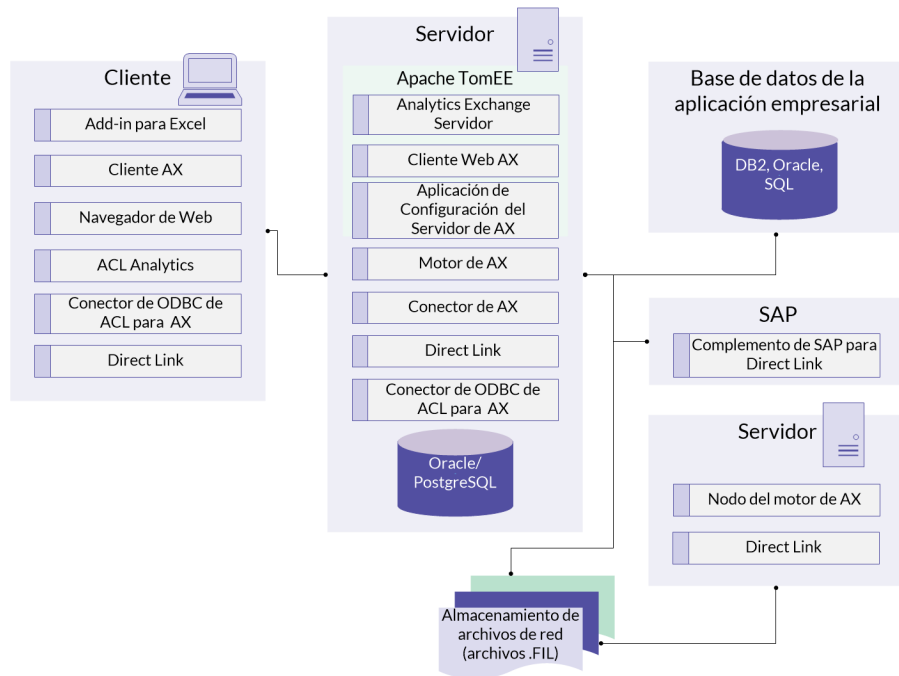 Cliente
Add-in para Excel
Cliente AX
Navegador de Web
ACL Analytics
Conector de ODBC de
ACL para AX
Direct Link
Servidor
Apache TomEE
Analytics Exchange
Servidor
Cliente Web AX
Aplicación de
Configuración del
Servidor de AX
Motor de AX
Conector de AX
Direct Link
Conector de ODBC de
ACL para AX
Oracle/
PostgreSQL
Base de datos de la
aplicación empresarial
DB2, Oracle,
SQL
SAP
Complemento de SAP para
Direct Link
Servidor
Nodo del motor de AX
Direct Link
Almacenamiento de
archivos de red
(archivos .FIL)